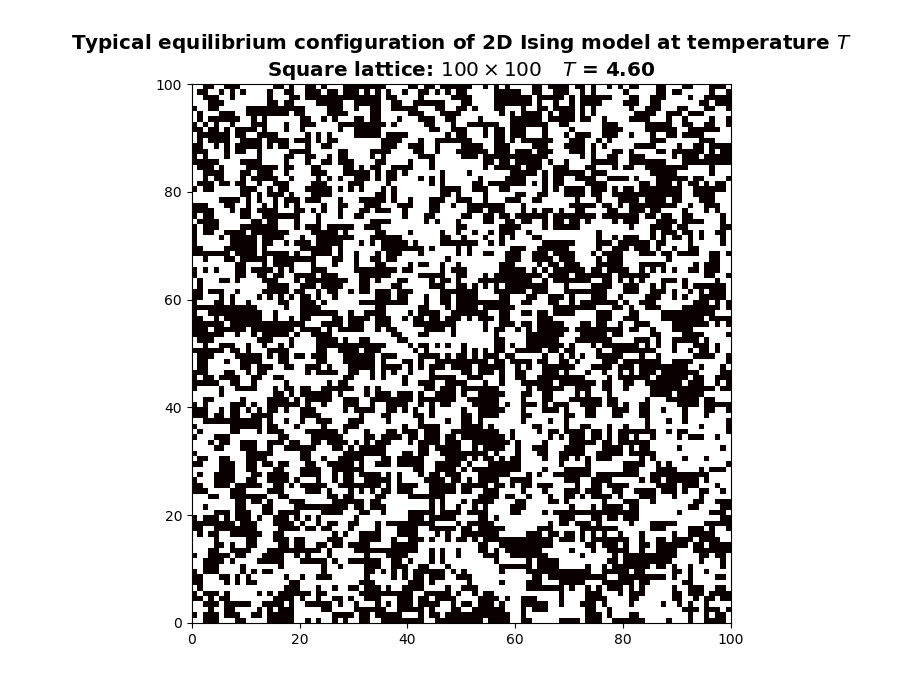 Typical equilibrium configuration of 2D Ising model at temperature T
Square lattice: 100 × 100 T = 4.60
100
80
60
40
20
0
0 20 40 60 80 100